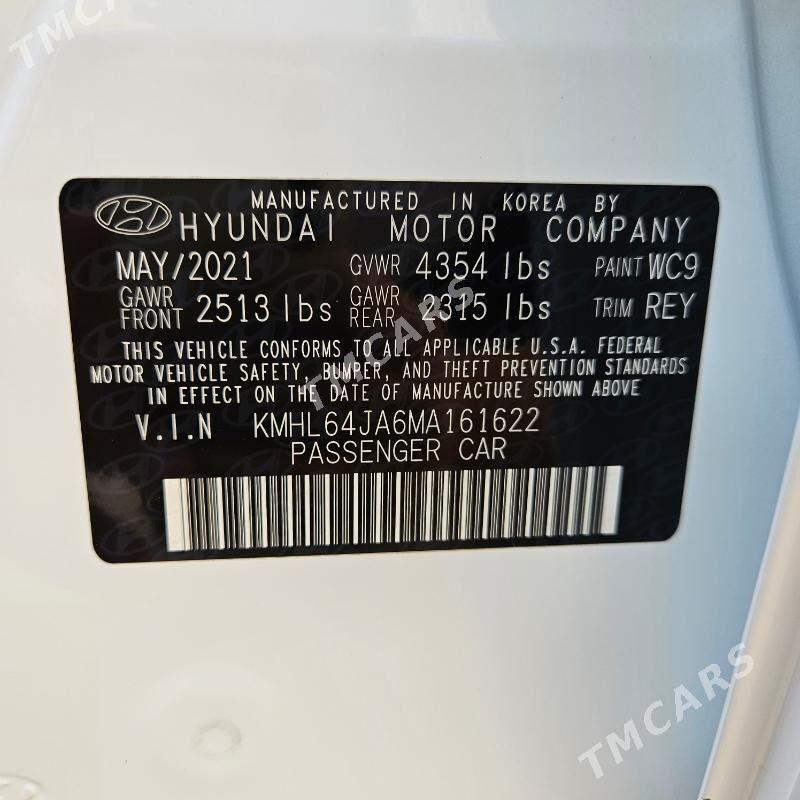 TMCARS
MANUFACTURED IN KOREA BY
HYUNDAI MOTOR COMPANY
MAY/2021 GVWR 4354 lbs PAINT WC9
GAWR FRONT 2513 lbs GAWR REAR 2315 lbs TRIM REY
THIS VEHICLE CONFORMS TO ALL APPLICABLE U.S.A. FEDERAL
MOTOR VEHICLE SAFETY, BUMPER, AND THEFT PREVENTION STANDARDS
IN EFFECT ON THE DATE OF MANUFACTURE SHOWN ABOVE
V.I.N KMHL64JA6MA161622
PASSENGER CAR
TMCARS
TMCARS